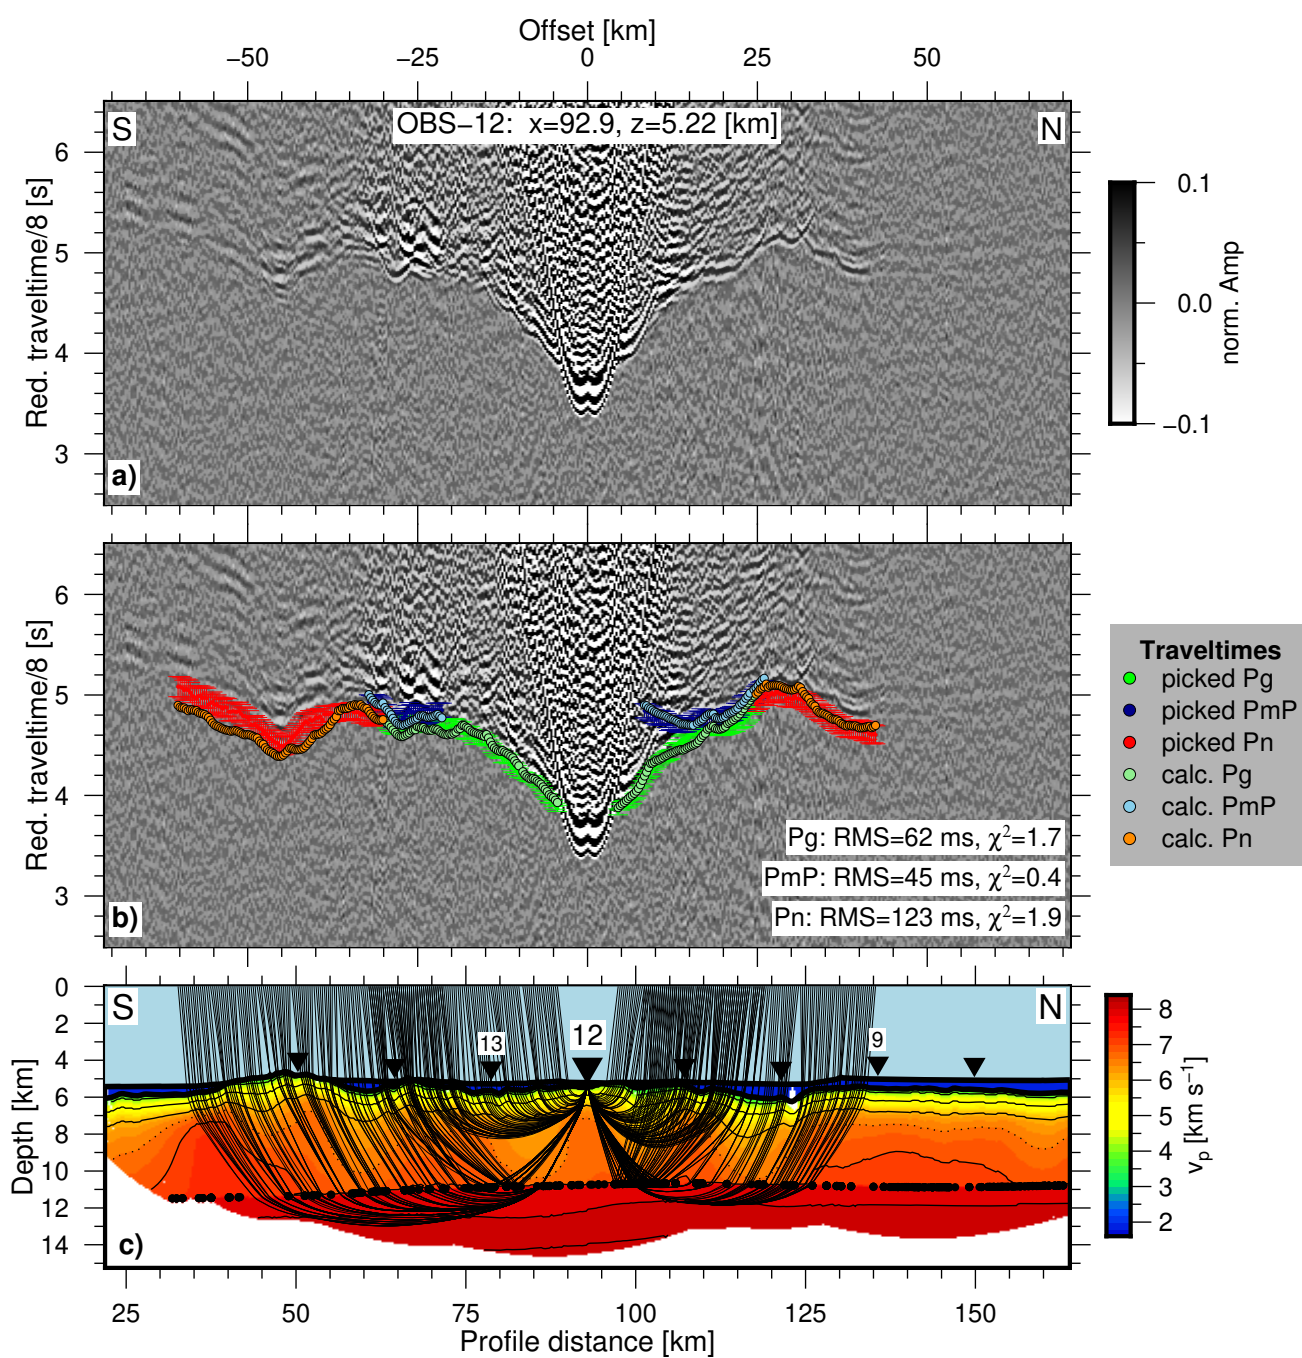 Offset [km]
−50 −25 0 25 50
S
OBS−12: x=92.9, z=5.22 [km]
N
6
5
4
3
Red. traveltime/8 [s]
a)
0.1
0.0
−0.1
norm. Amp
6
5
4
3
Red. traveltime/8 [s]
b)
Pg: RMS=62 ms, χ²=1.7
PmP: RMS=45 ms, χ²=0.4
Pn: RMS=123 ms, χ²=1.9
Traveltimes
picked Pg
picked PmP
picked Pn
calc. Pg
calc. PmP
calc. Pn
S
N
13
12
9
0
2
4
6
8
10
12
14
Depth [km]
c)
8
7
6
5
4
3
2
vₚ [km s⁻¹]
25 50 75 100 125 150
Profile distance [km]